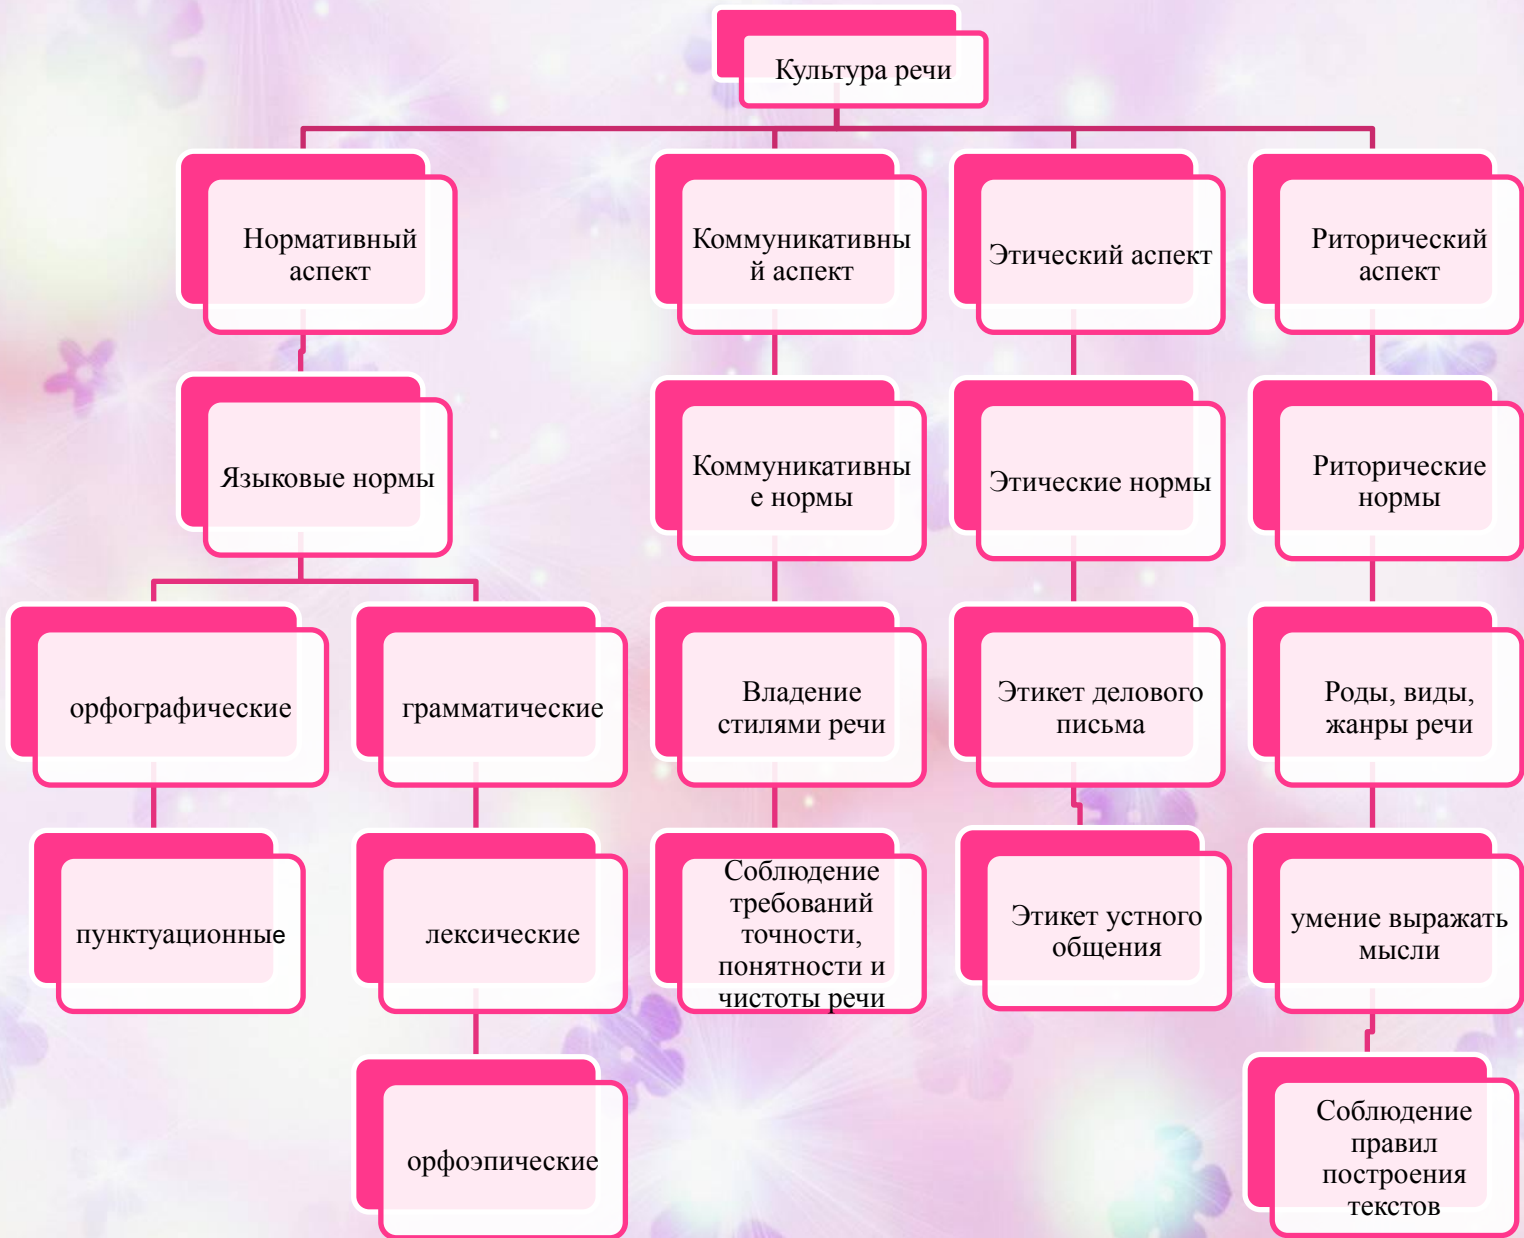 Культура речи
Нормативный
аспект
Коммуникативны
й аспект
Этический аспект
Риторический
аспект
Языковые нормы
Коммуникативны
е нормы
Этические нормы
Риторические
нормы
орфографические
грамматические
Владение
стилями речи
Этикет делового
письма
Роды, виды,
жанры речи
пунктуационные
лексические
Соблюдение
требований
точности,
понятности и
чистоты речи
Этикет устного
общения
умение выражать
мысли
орфоэпические
Соблюдение
правил
построения
текстов